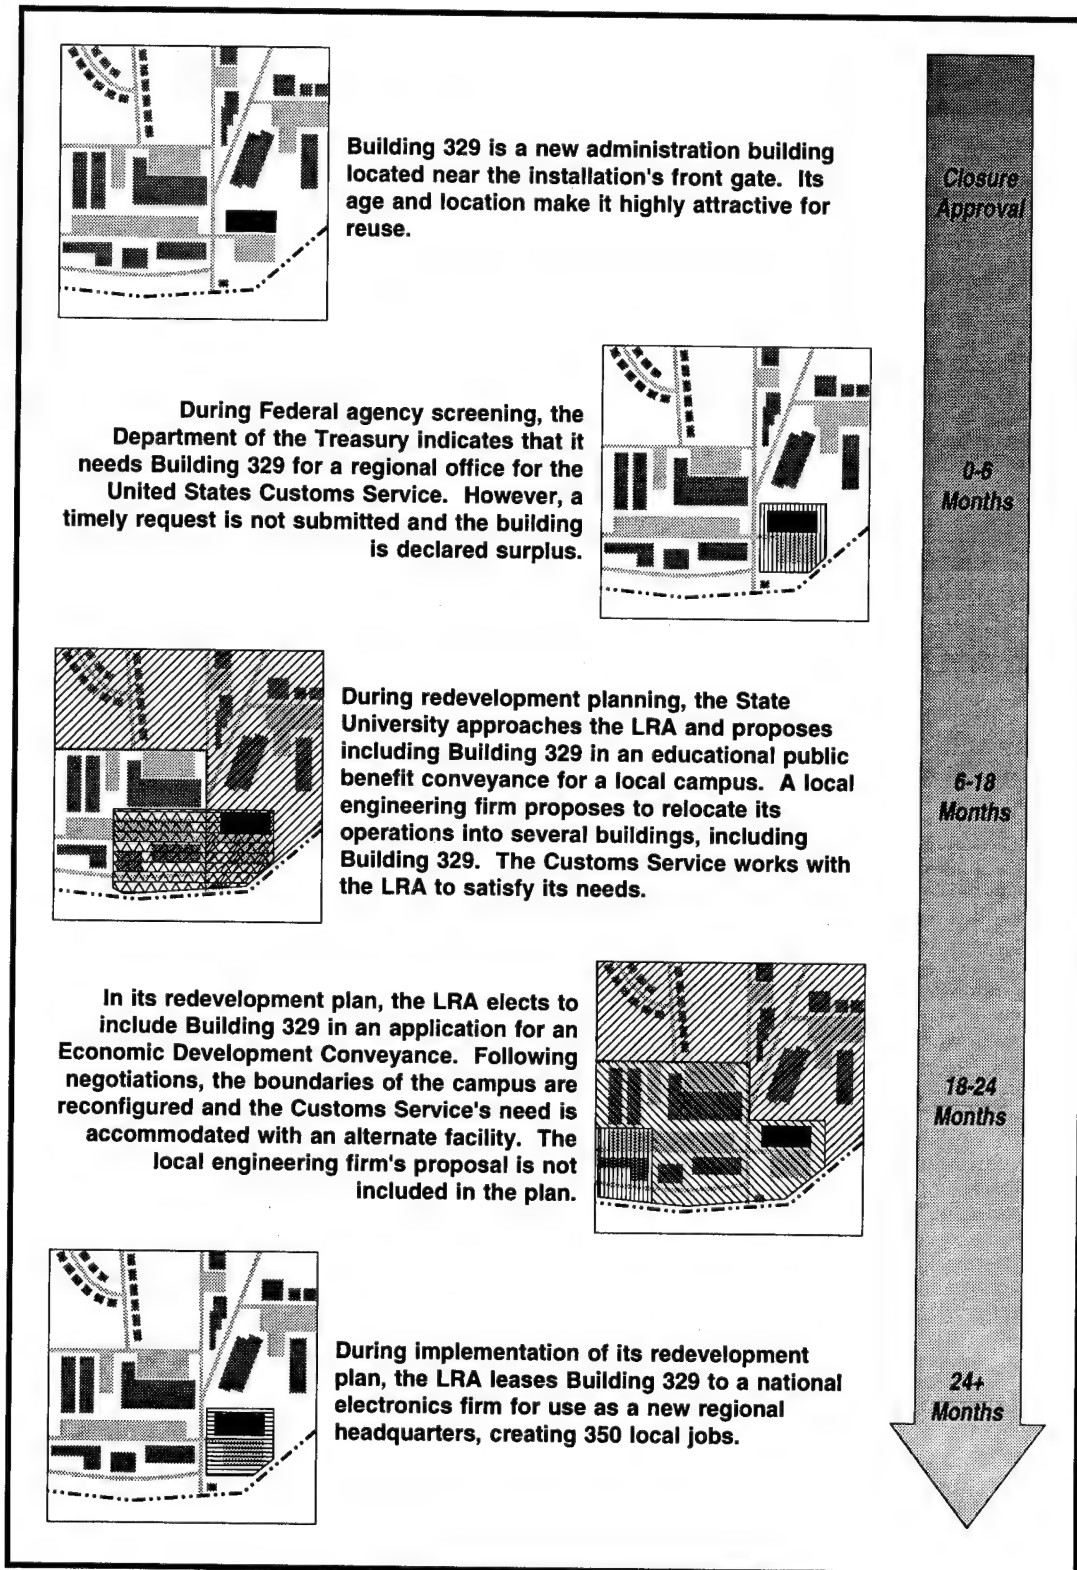 Building 329 is a new administration building
located near the installation's front gate. Its
age and location make it highly attractive for
reuse.
Closure
Approval
During Federal agency screening, the
Department of the Treasury indicates that it
needs Building 329 for a regional office for the
United States Customs Service. However, a
timely request is not submitted and the building
is declared surplus.
0-6
Months
During redevelopment planning, the State
University approaches the LRA and proposes
including Building 329 in an educational public
benefit conveyance for a local campus. A local
engineering firm proposes to relocate its
operations into several buildings, including
Building 329. The Customs Service works with
the LRA to satisfy its needs.
6-18
Months
In its redevelopment plan, the LRA elects to
include Building 329 in an application for an
Economic Development Conveyance. Following
negotiations, the boundaries of the campus are
reconfigured and the Customs Service's need is
accommodated with an alternate facility. The
local engineering firm's proposal is not
included in the plan.
18-24
Months
During implementation of its redevelopment
plan, the LRA leases Building 329 to a national
electronics firm for use as a new regional
headquarters, creating 350 local jobs.
24+
Months